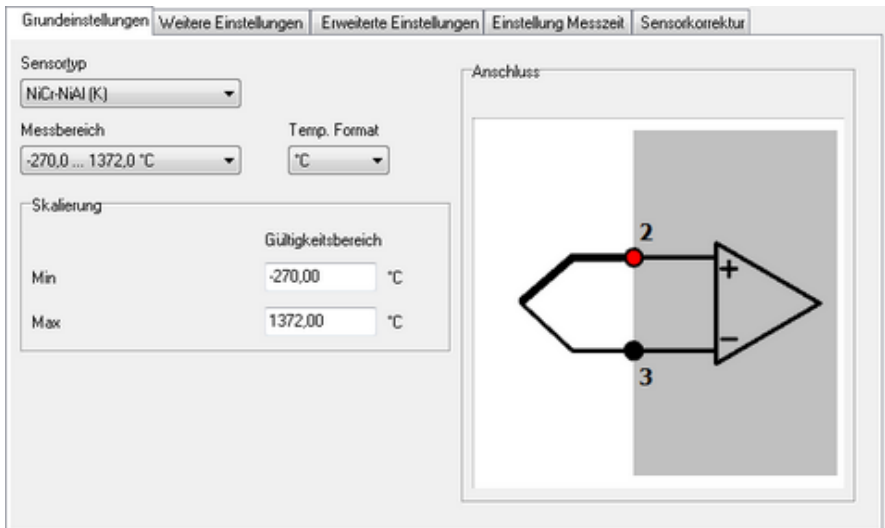 Grundeinstellungen Weitere Einstellungen Erweiterte Einstellungen Einstellung Messzeit Sensorkorrektur
Sensortyp
NiCr-NiAl (K)
Messbereich Temp. Format
-270,0 ... 1372,0 °C °C
Skalierung
Gültigkeitsbereich
Min -270,00 °C
Max 1372,00 °C
Anschluss
2
+
−
3